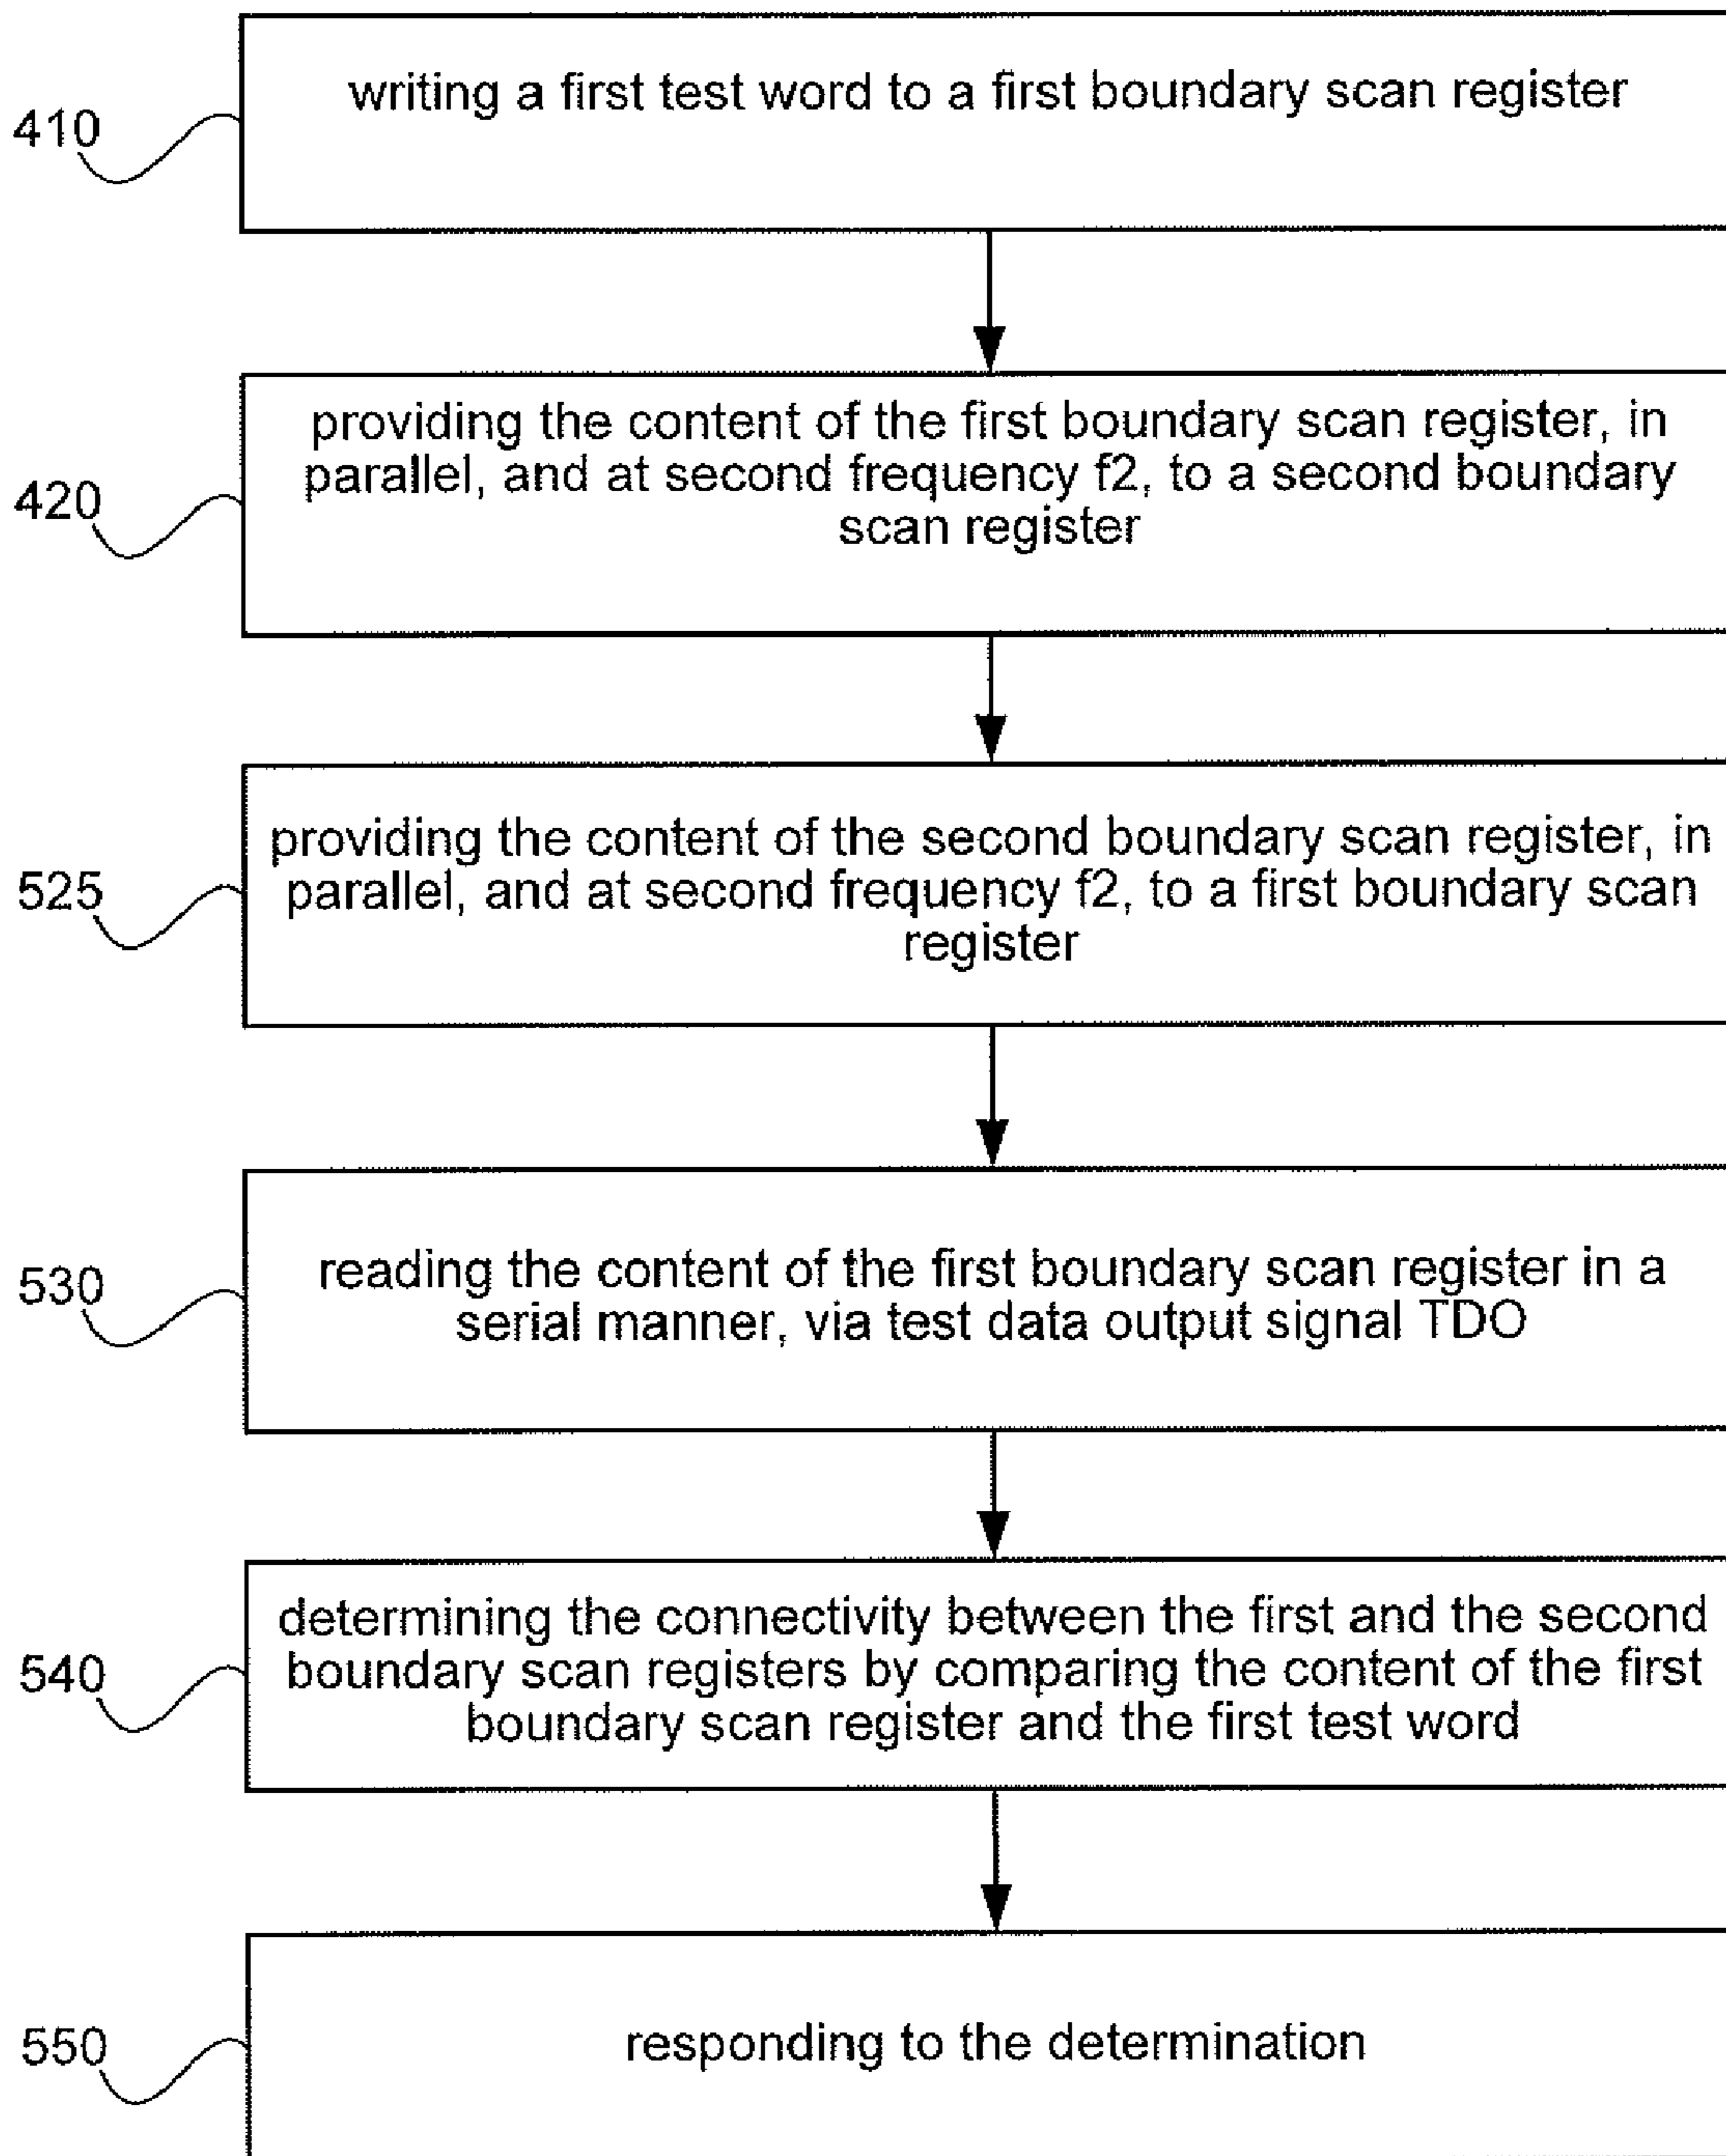 410
writing a first test word to a first boundary scan register
420
providing the content of the first boundary scan register, in
parallel, and at second frequency f2, to a second boundary
scan register
525
providing the content of the second boundary scan register, in
parallel, and at second frequency f2, to a first boundary scan
register
530
reading the content of the first boundary scan register in a
serial manner, via test data output signal TDO
540
determining the connectivity between the first and the second
boundary scan registers by comparing the content of the first
boundary scan register and the first test word
550
responding to the determination